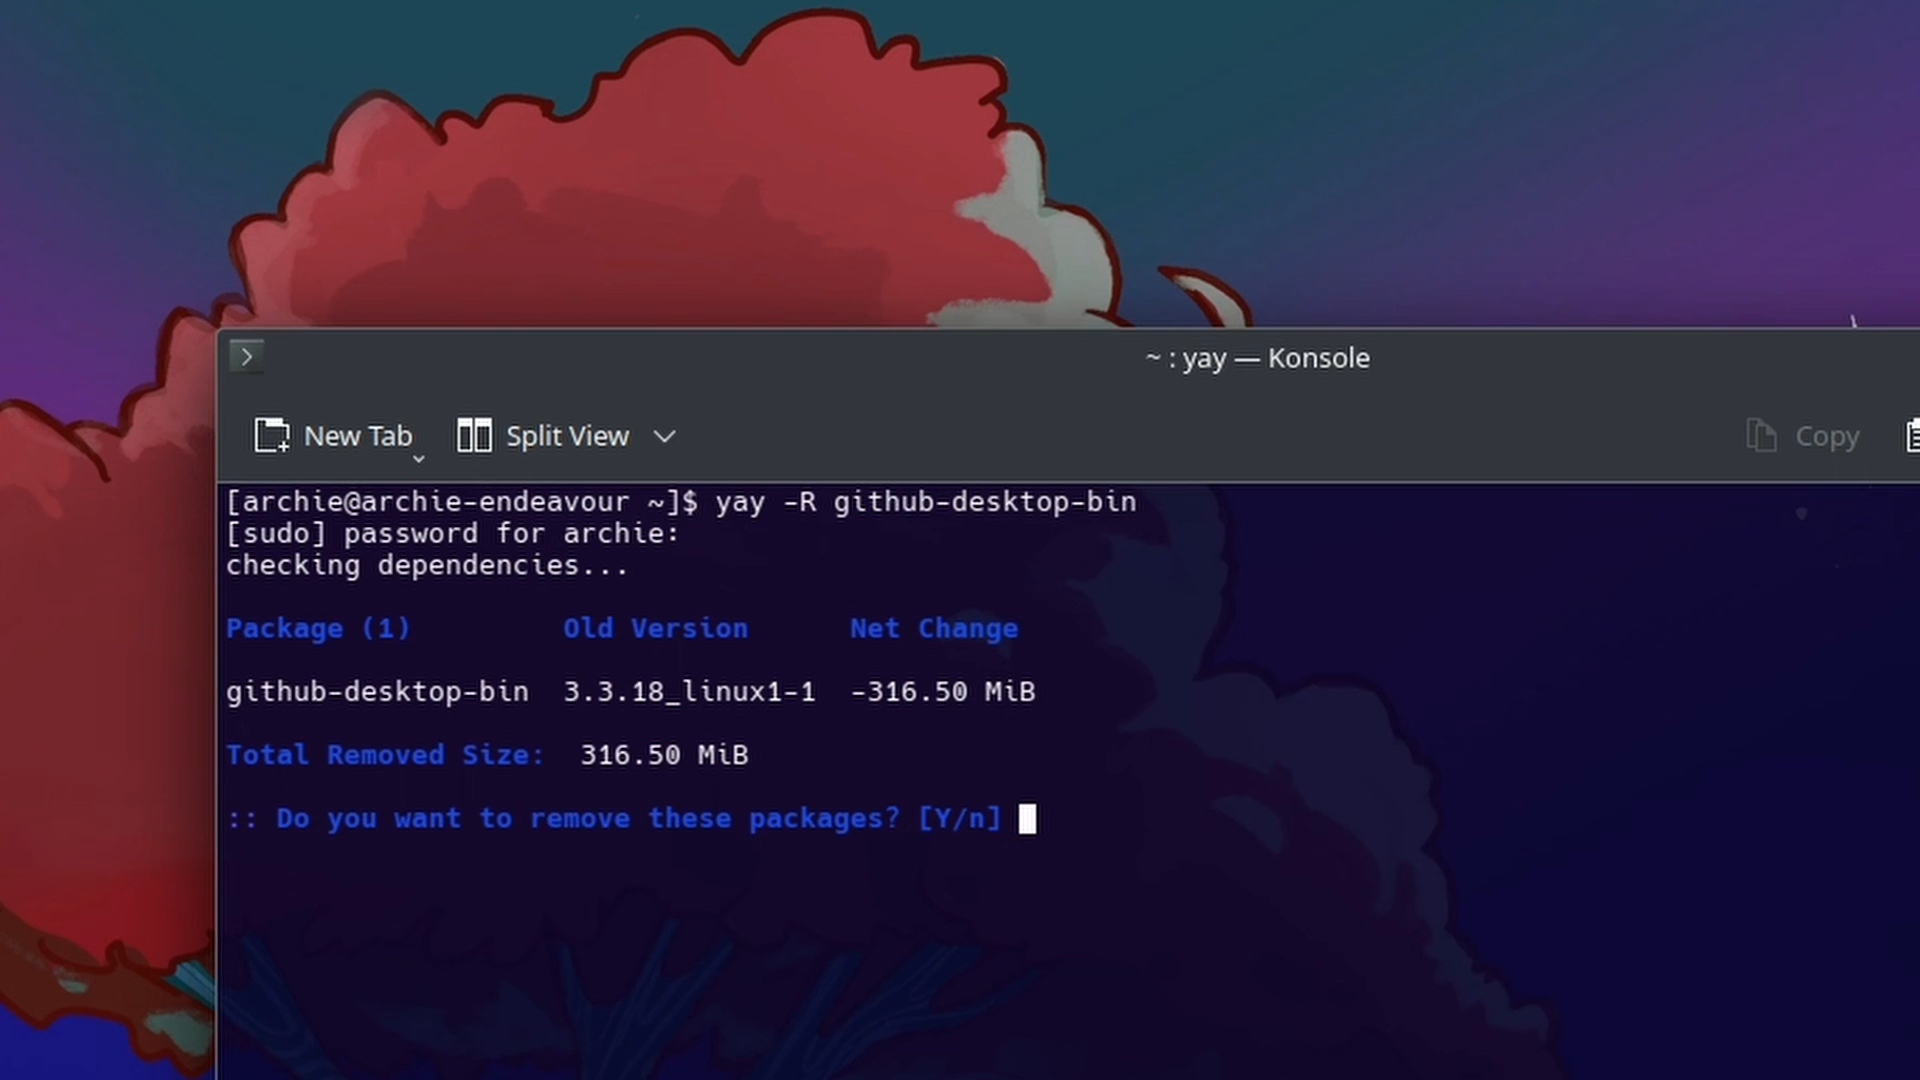 ~ : yay — Konsole
New Tab
Split View
Copy
[archie@archie-endeavour ~]$ yay -R github-desktop-bin
[sudo] password for archie:
checking dependencies...
Package (1) Old Version Net Change
github-desktop-bin 3.3.18_linux1-1 -316.50 MiB
Total Removed Size: 316.50 MiB
:: Do you want to remove these packages? [Y/n]